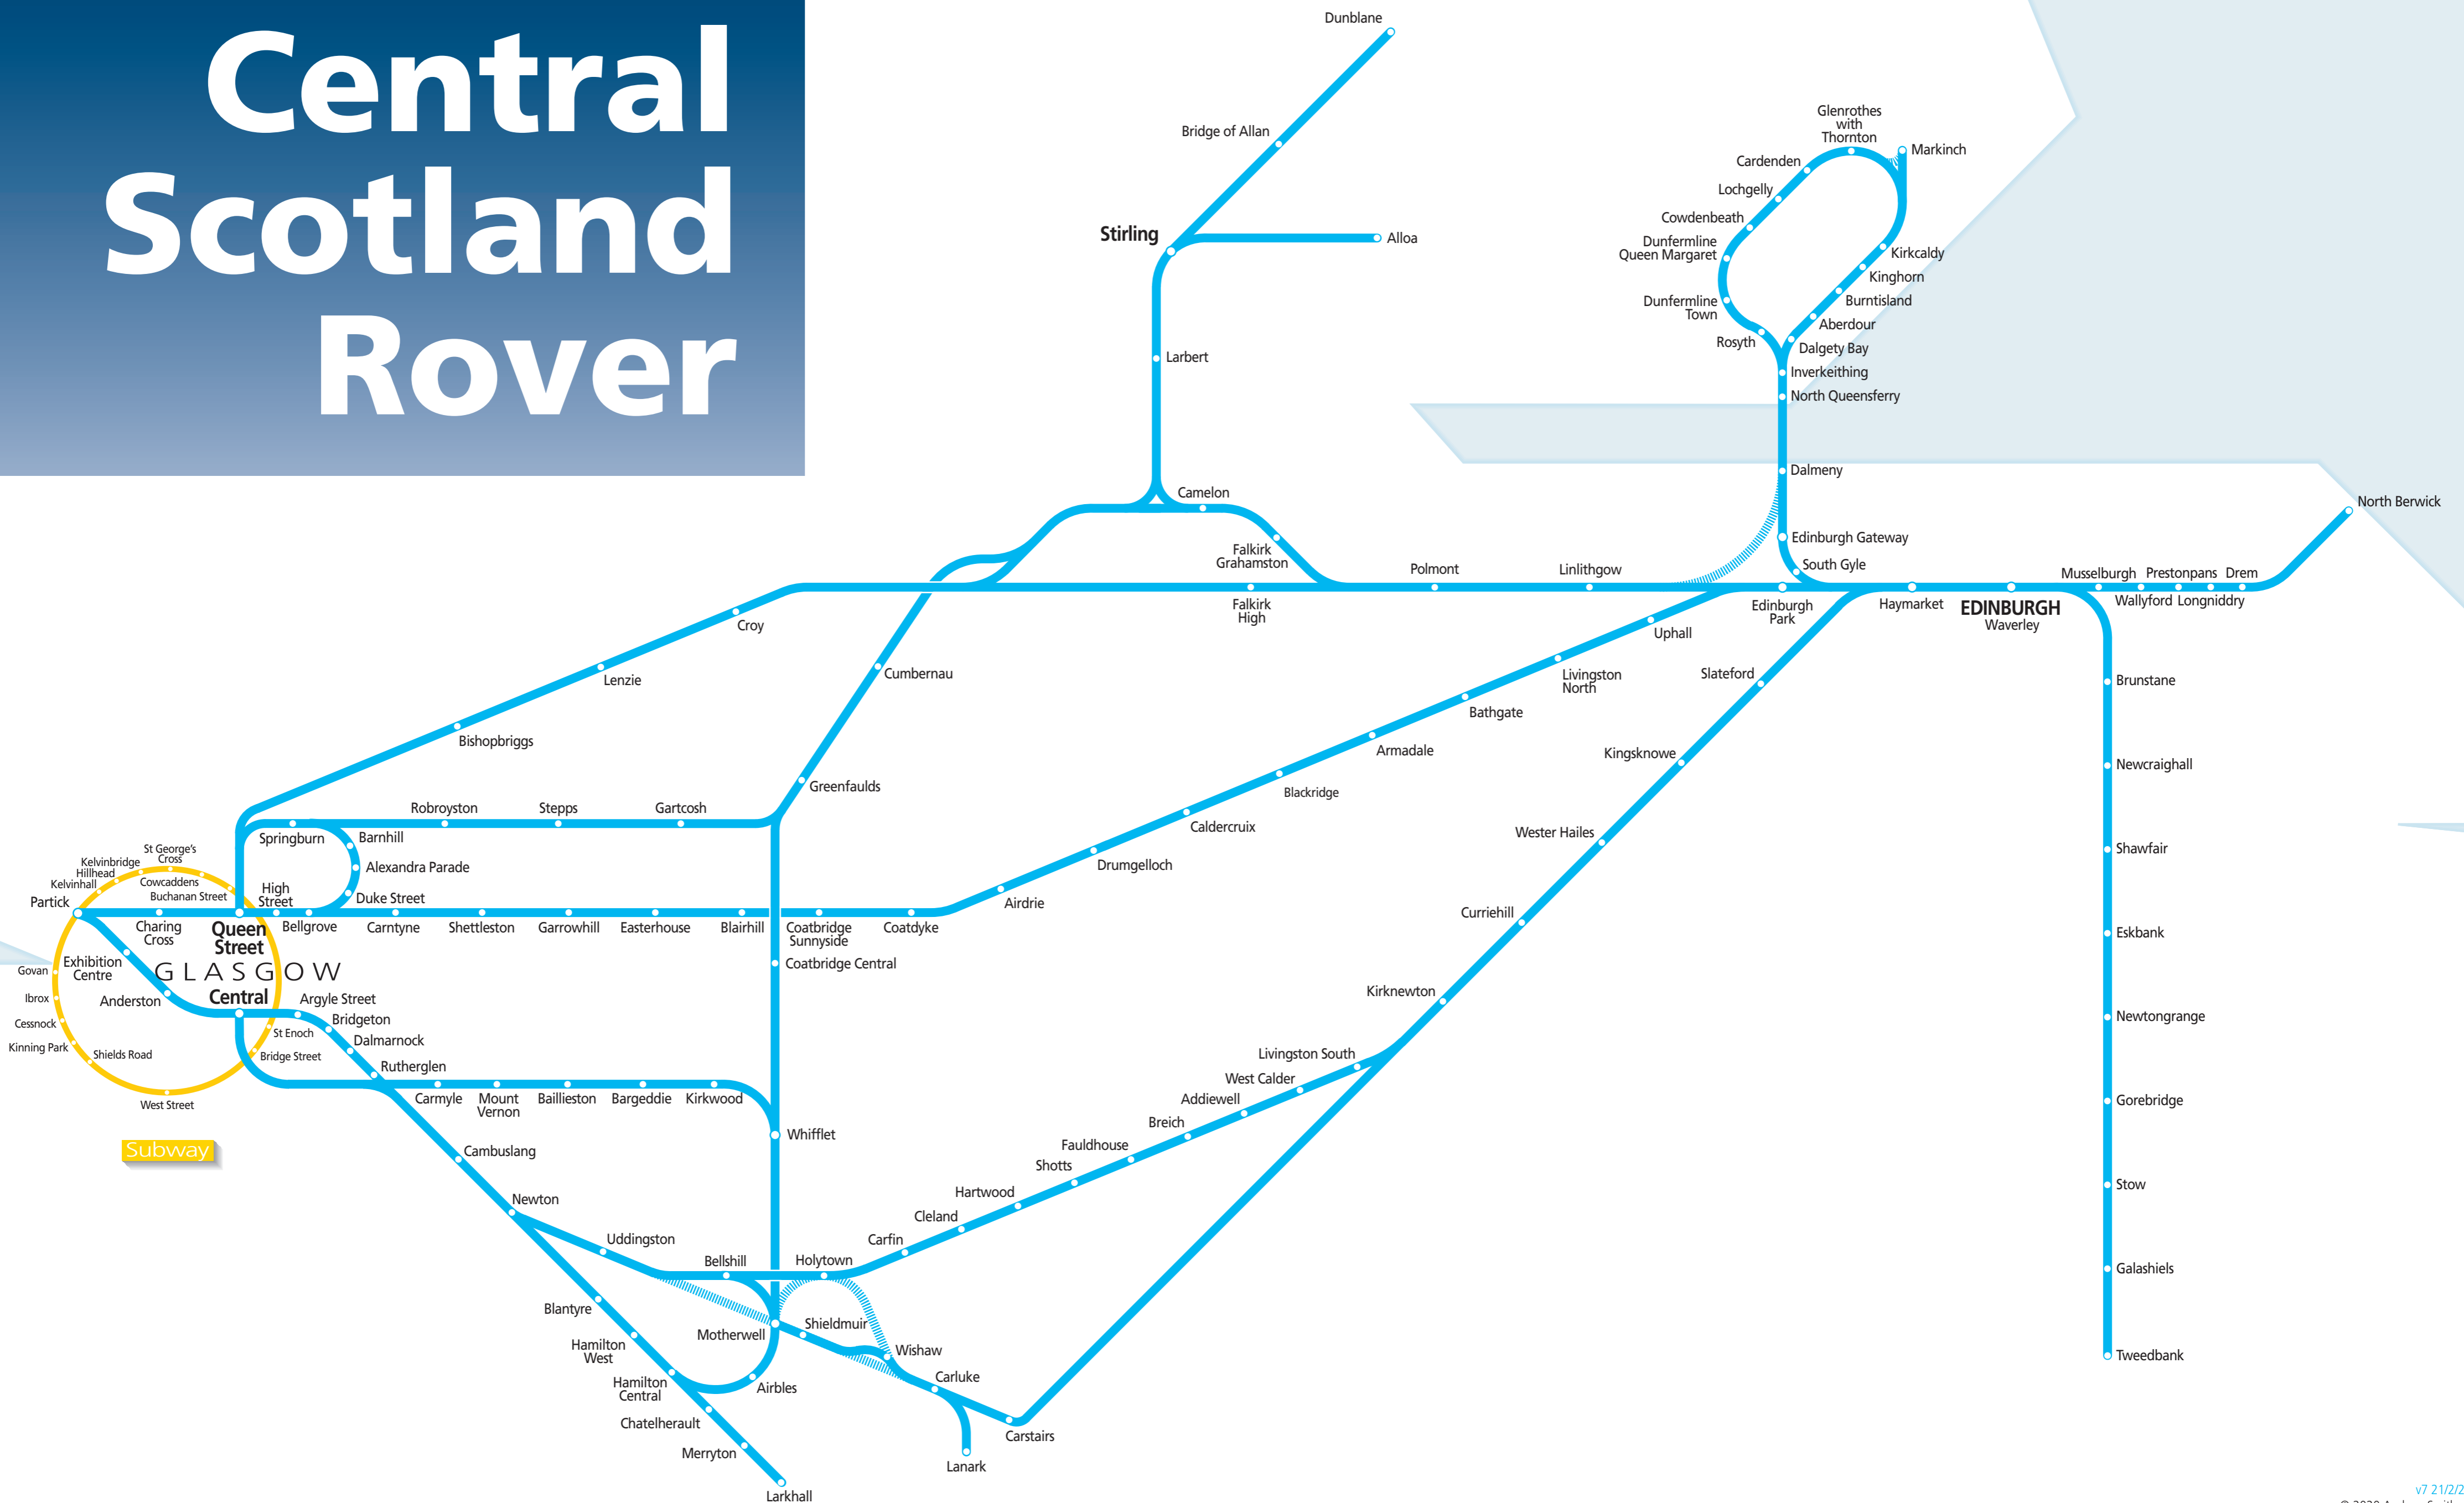 Central
Scotland
Rover
Dunblane
Bridge of Allan
Stirling
Alloa
Larbert
Camelon
Falkirk
Grahamston
Falkirk
High
Polmont
Linlithgow
Glenrothes
with
Thornton
Markinch
Cardenden
Lochgelly
Cowdenbeath
Dunfermline
Queen Margaret
Dunfermline
Town
Rosyth
Kirkcaldy
Kinghorn
Burntisland
Aberdour
Dalgety Bay
Inverkeithing
North Queensferry
Dalmeny
Edinburgh Gateway
South Gyle
Edinburgh
Park
Haymarket
EDINBURGH
Waverley
Musselburgh
Wallyford
Prestonpans
Longniddry
Drem
North Berwick
Brunstane
Newcraighall
Shawfair
Eskbank
Newtongrange
Gorebridge
Stow
Galashiels
Tweedbank
Croy
Lenzie
Bishopbriggs
Cumbernau
Greenfaulds
Uphall
Livingston
North
Bathgate
Armadale
Blackridge
Caldercruix
Drumgelloch
Airdrie
Slateford
Kingsknowe
Wester Hailes
Curriehill
Kirknewton
Springburn
Robroyston
Stepps
Gartcosh
Barnhill
Alexandra Parade
Duke Street
St George's
Cross
Kelvinbridge
Hillhead
Kelvinhall
Cowcaddens
Buchanan Street
Partick
Charing
Cross
Queen
Street
High
Street
Bellgrove
Carntyne
Shettleston
Garrowhill
Easterhouse
Blairhill
Coatbridge
Sunnyside
Coatdyke
Coatbridge Central
Exhibition
Centre
GLASGOW
Anderston
Central
Argyle Street
Bridgeton
Dalmarnock
Rutherglen
Govan
Ibrox
Cessnock
Kinning Park
Shields Road
West Street
St Enoch
Bridge Street
Subway
Carmyle
Mount
Vernon
Baillieston
Bargeddie
Kirkwood
Whifflet
Cambuslang
Newton
Uddingston
Bellshill
Holytown
Carfin
Cleland
Hartwood
Shotts
Fauldhouse
Breich
Addiewell
West Calder
Livingston South
Blantyre
Hamilton
West
Hamilton
Central
Chatelherault
Merryton
Larkhall
Motherwell
Airbles
Shieldmuir
Wishaw
Carluke
Lanark
Carstairs
v7 21/2/2